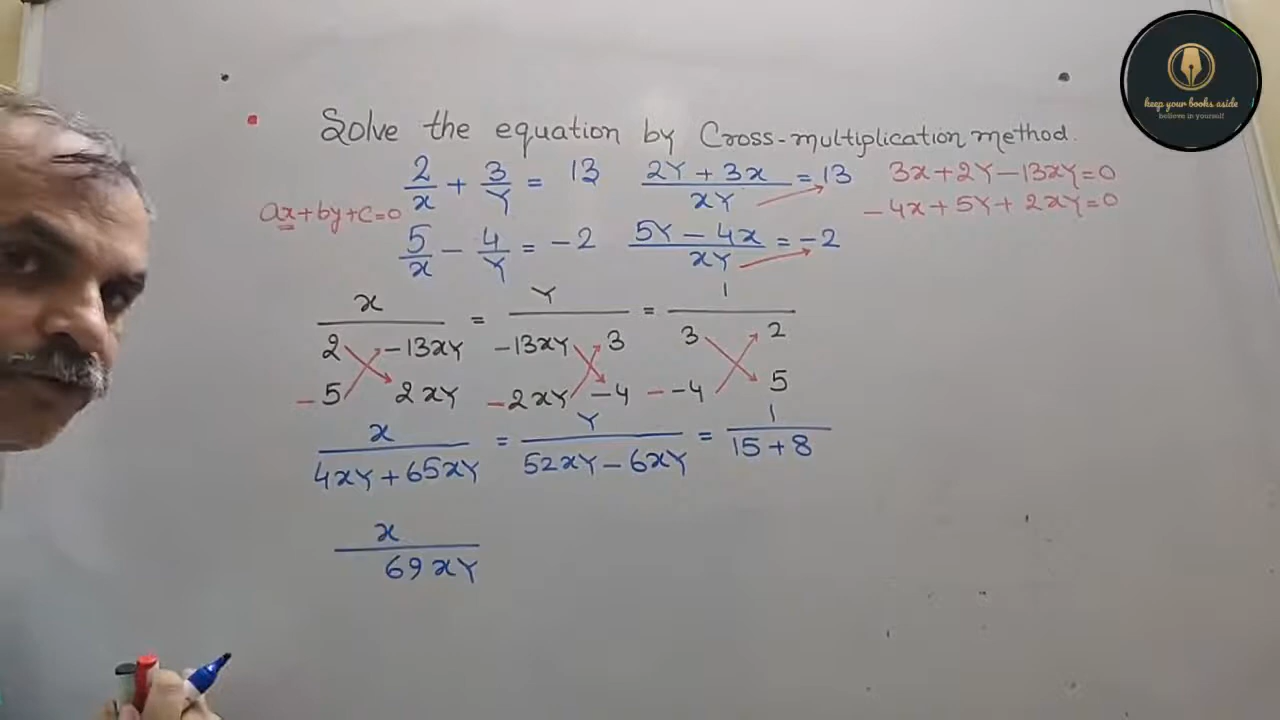 keep your books aside
believe in yourself
Solve the equation by Cross-multiplication method.
2/x + 3/Y = 13 (2Y + 3x)/xY = 13 3x+2Y-13xY=0
ax+by+c=0 -4x+5Y+2xY=0
5/x - 4/Y = -2 (5Y - 4x)/xY = -2
x = Y = 1
2 -13xY -13xY 3 3 2
- 5 2xY - 2xY -4 - -4 5
x/(4xY+65xY) = Y/(52xY-6xY) = 1/(15+8)
x/(69xY)